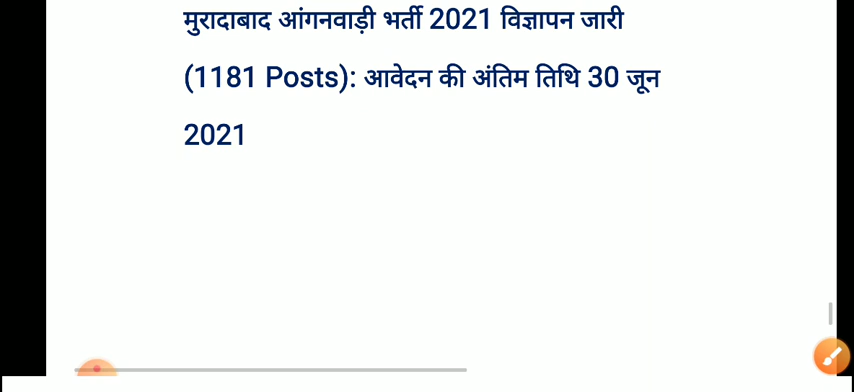 मुरादाबाद आंगनवाड़ी भर्ती 2021 विज्ञापन जारी
(1181 Posts): आवेदन की अंतिम तिथि 30 जून
2021